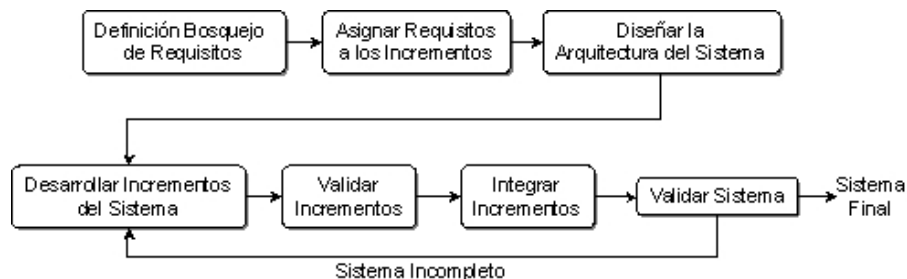 Definición Bosquejo
de Requisitos
Asignar Requisitos
a los Incrementos
Diseñar la
Arquitectura del Sistema
Desarrollar Incrementos
del Sistema
Validar
Incrementos
Integrar
Incrementos
Validar Sistema
Sistema
Final
Sistema Incompleto